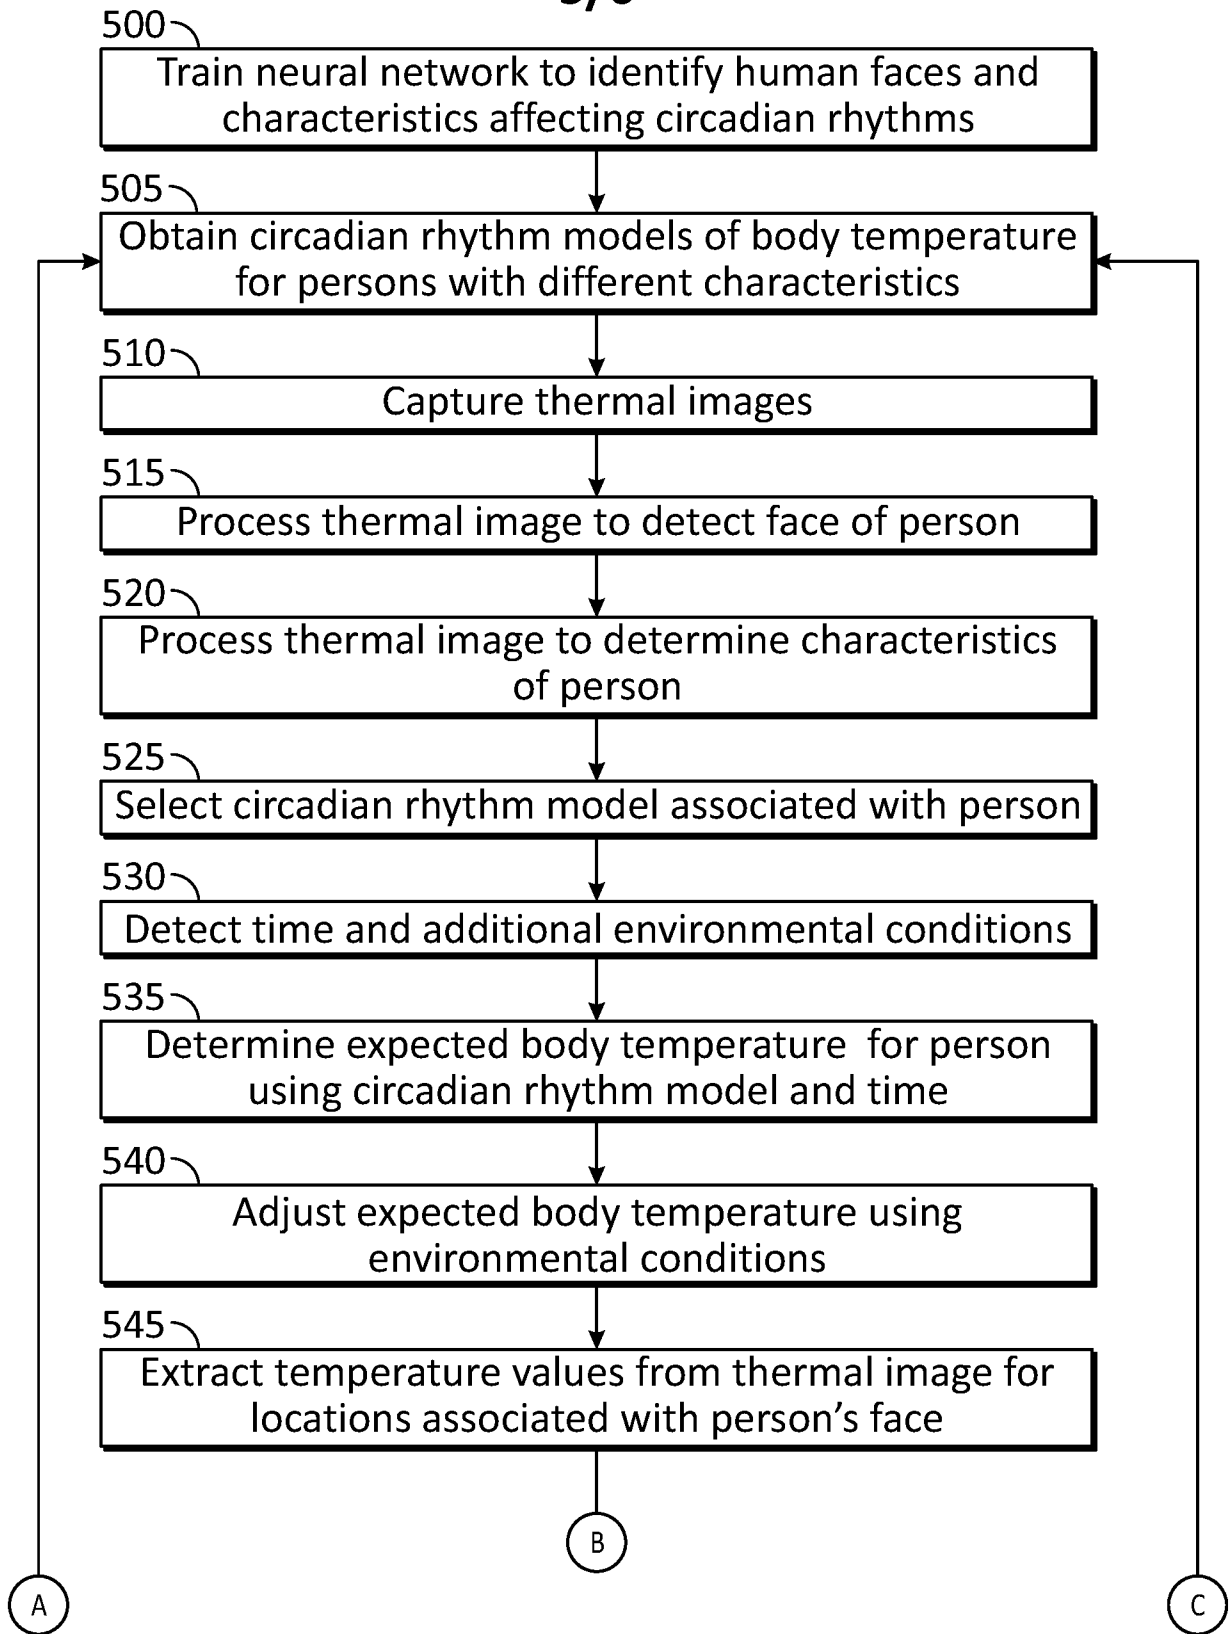 500
Train neural network to identify human faces and
characteristics affecting circadian rhythms
505
Obtain circadian rhythm models of body temperature
for persons with different characteristics
510
Capture thermal images
515
Process thermal image to detect face of person
520
Process thermal image to determine characteristics
of person
525
Select circadian rhythm model associated with person
530
Detect time and additional environmental conditions
535
Determine expected body temperature for person
using circadian rhythm model and time
540
Adjust expected body temperature using
environmental conditions
545
Extract temperature values from thermal image for
locations associated with person’s face
B
A
C